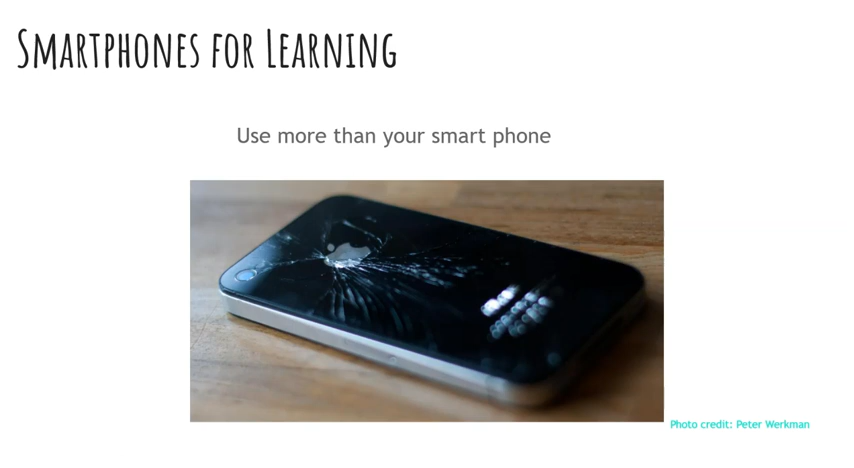 Smartphones for Learning
Use more than your smart phone
Photo credit: Peter Werkman